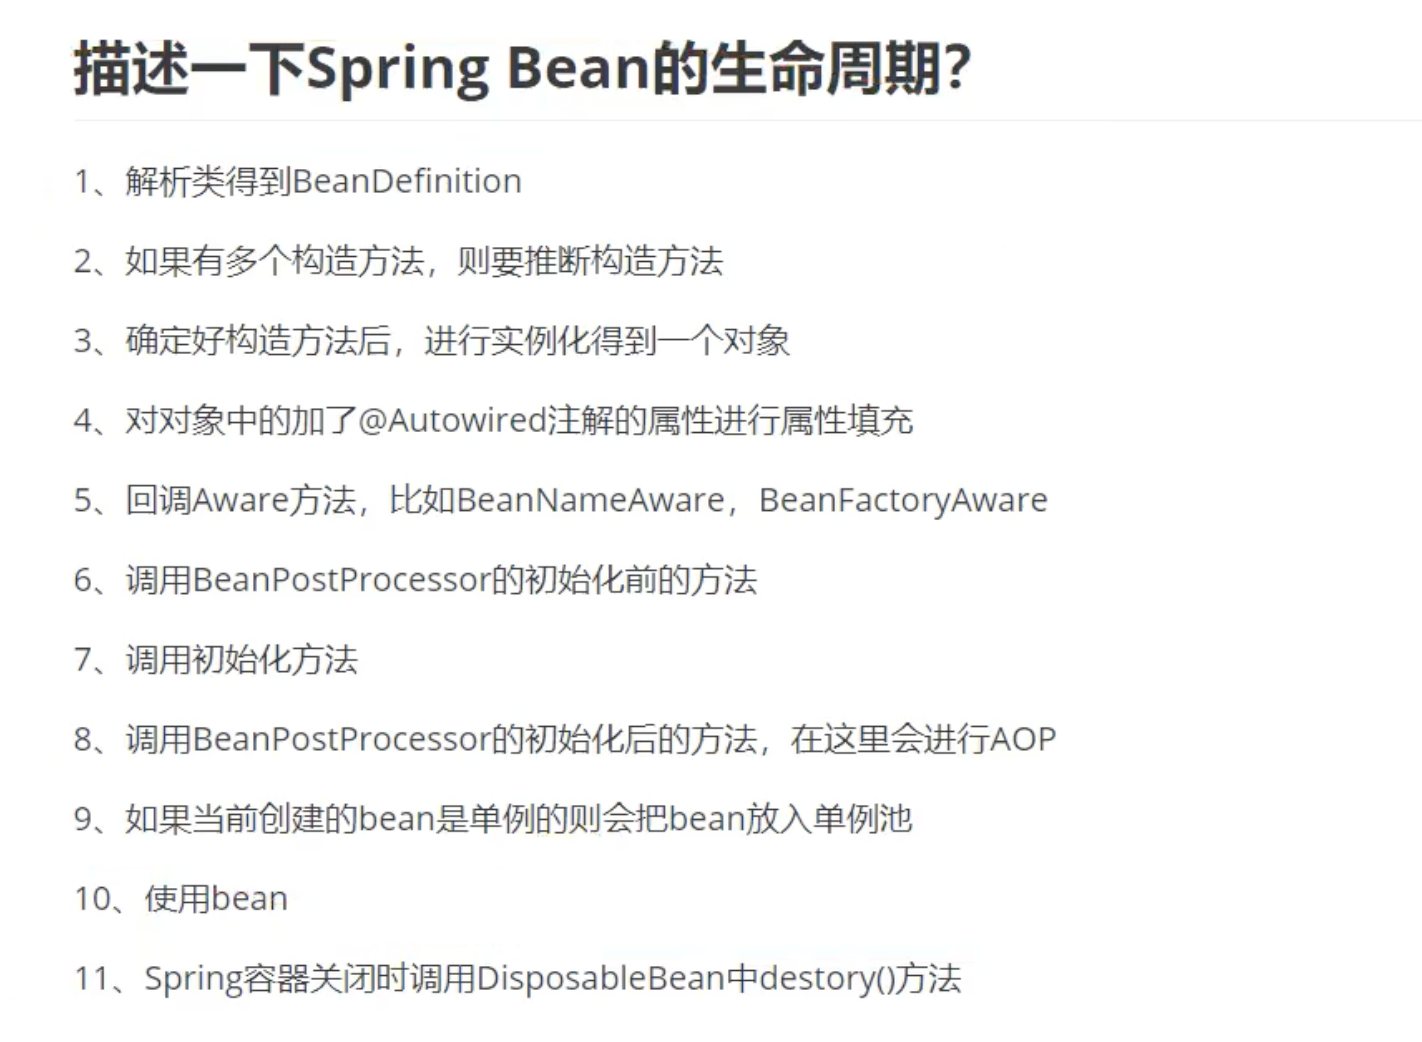 描述一下Spring Bean的生命周期？
1、解析类得到BeanDefinition
2、如果有多个构造方法，则要推断构造方法
3、确定好构造方法后，进行实例化得到一个对象
4、对对象中的加了@Autowired注解的属性进行属性填充
5、回调Aware方法，比如BeanNameAware，BeanFactoryAware
6、调用BeanPostProcessor的初始化前的方法
7、调用初始化方法
8、调用BeanPostProcessor的初始化后的方法，在这里会进行AOP
9、如果当前创建的bean是单例的则会把bean放入单例池
10、使用bean
11、Spring容器关闭时调用DisposableBean中destory()方法